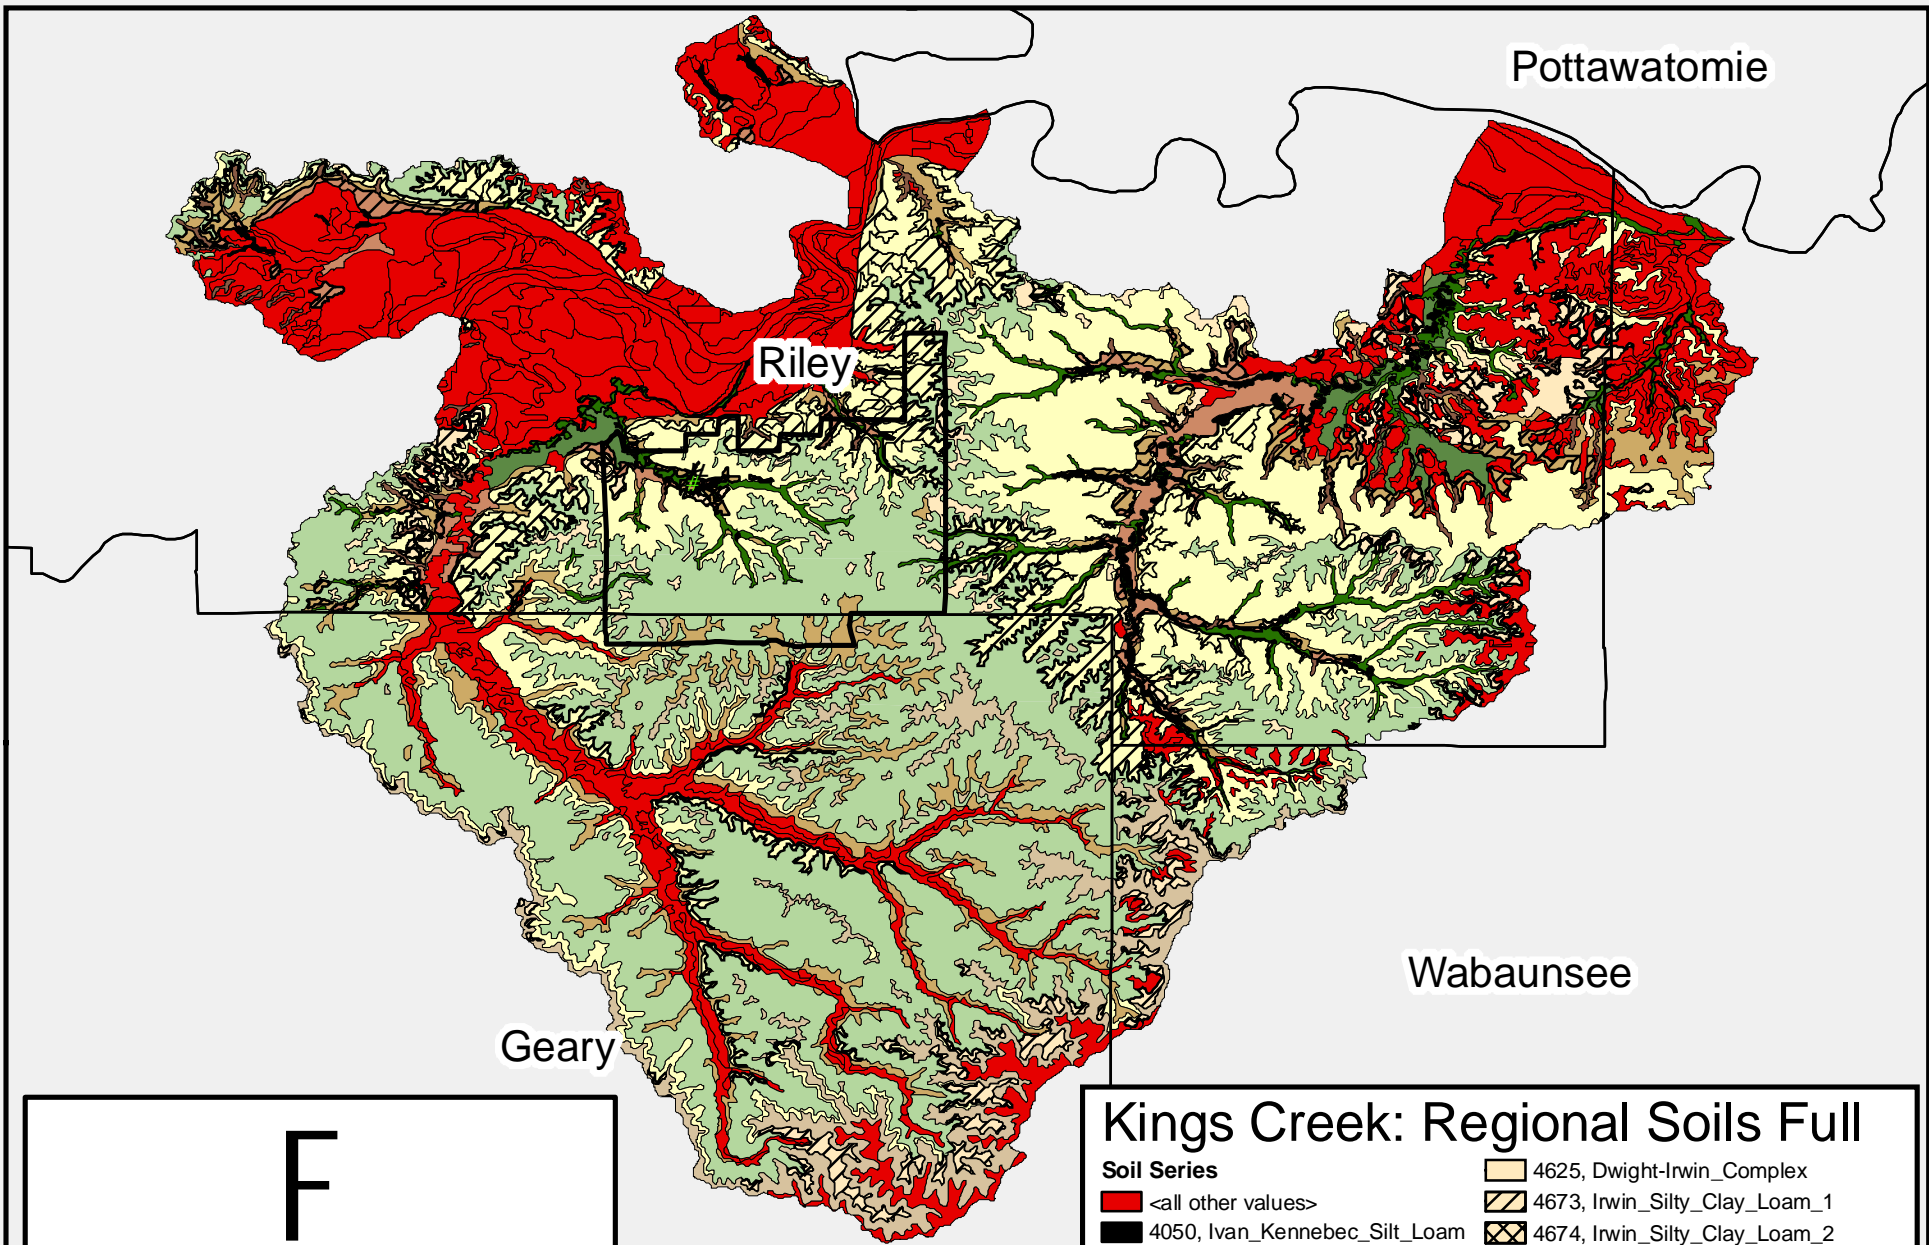 Pottawatomie
Riley
Wabaunsee
Geary
F
Kings Creek: Regional Soils Full
Soil Series
<all other values>
4050, Ivan_Kennebec_Silt_Loam
4625, Dwight-Irwin_Complex
4673, Irwin_Silty_Clay_Loam_1
4674, Irwin_Silty_Clay_Loam_2